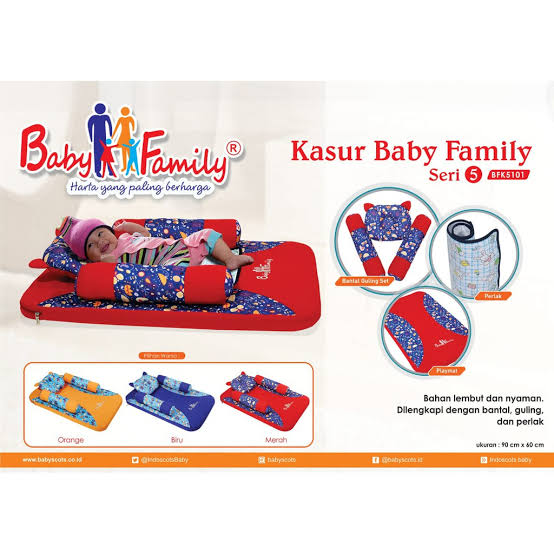 Baby Family ®
Harta yang paling berharga
Kasur Baby Family
Seri 5 BFK5101
Bantal Guling Set
Perlak
Playmat
Pilihan Warna :
Orange
Biru
Merah
Bahan lembut dan nyaman.
Dilengkapi dengan bantal, guling,
dan perlak
ukuran : 90 cm x 60 cm
www.babyscots.co.id
@IndoscotsBaby
babyscots
babyscots.id
Indoscots baby